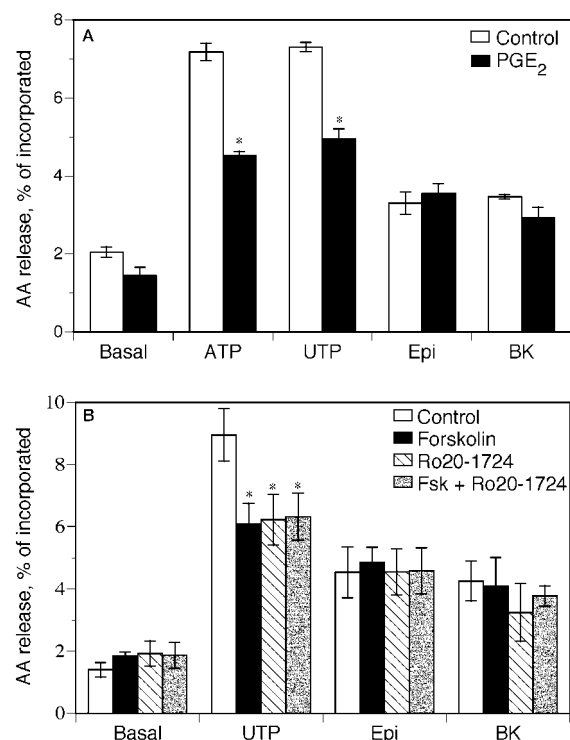 A
Control
PGE2
AA release, % of incorporated
8
6
4
2
0
*
*
Basal ATP UTP Epi BK
B
Control
Forskolin
Ro20-1724
Fsk + Ro20-1724
AA release, % of incorporated
10
8
6
4
2
0
* * *
Basal UTP Epi BK